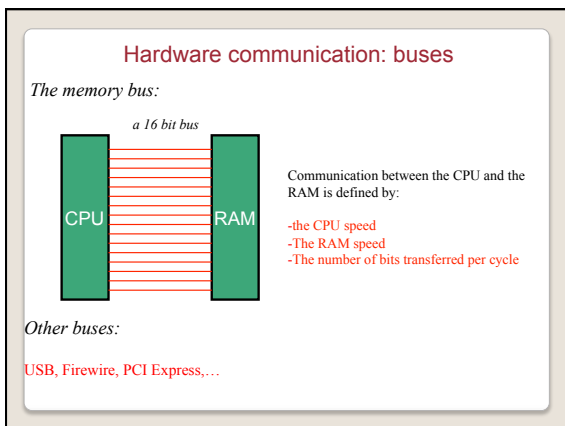 Hardware communication: buses
The memory bus:
a 16 bit bus
CPU
RAM
Communication between the CPU and the
RAM is defined by:
-the CPU speed
-The RAM speed
-The number of bits transferred per cycle
Other buses:
USB, Firewire, PCI Express,…